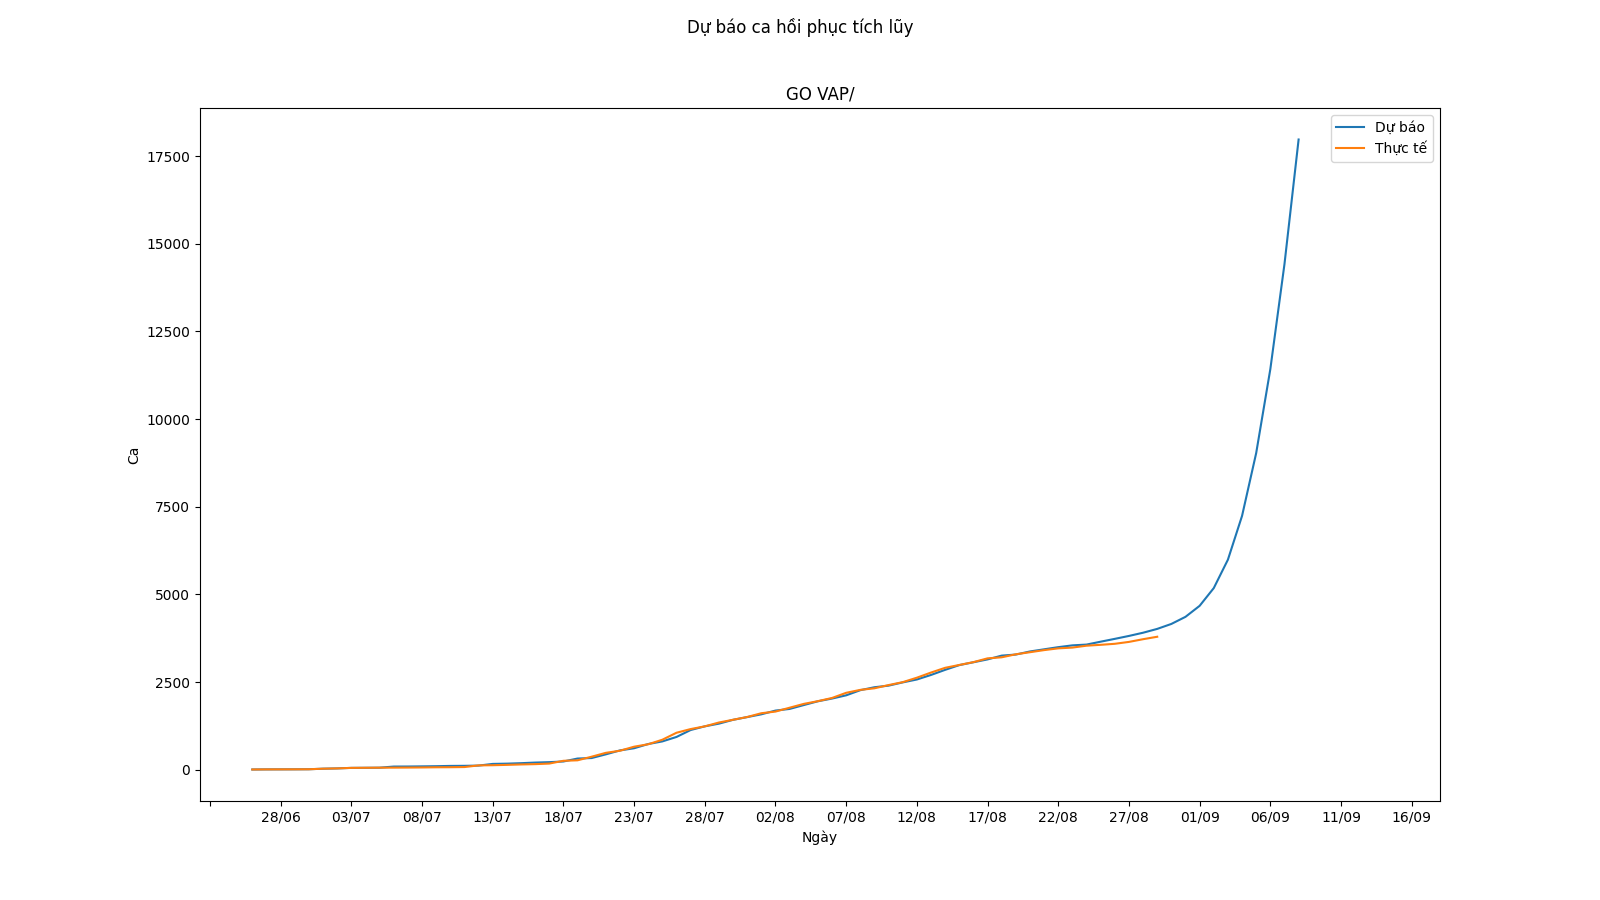 Dự báo ca hồi phục tích lũy
GO VAP/
Dự báo
Thực tế
17500
15000
12500
10000
7500
5000
2500
0
Ca
28/06 03/07 08/07 13/07 18/07 23/07 28/07 02/08 07/08 12/08 17/08 22/08 27/08 01/09 06/09 11/09 16/09
Ngày